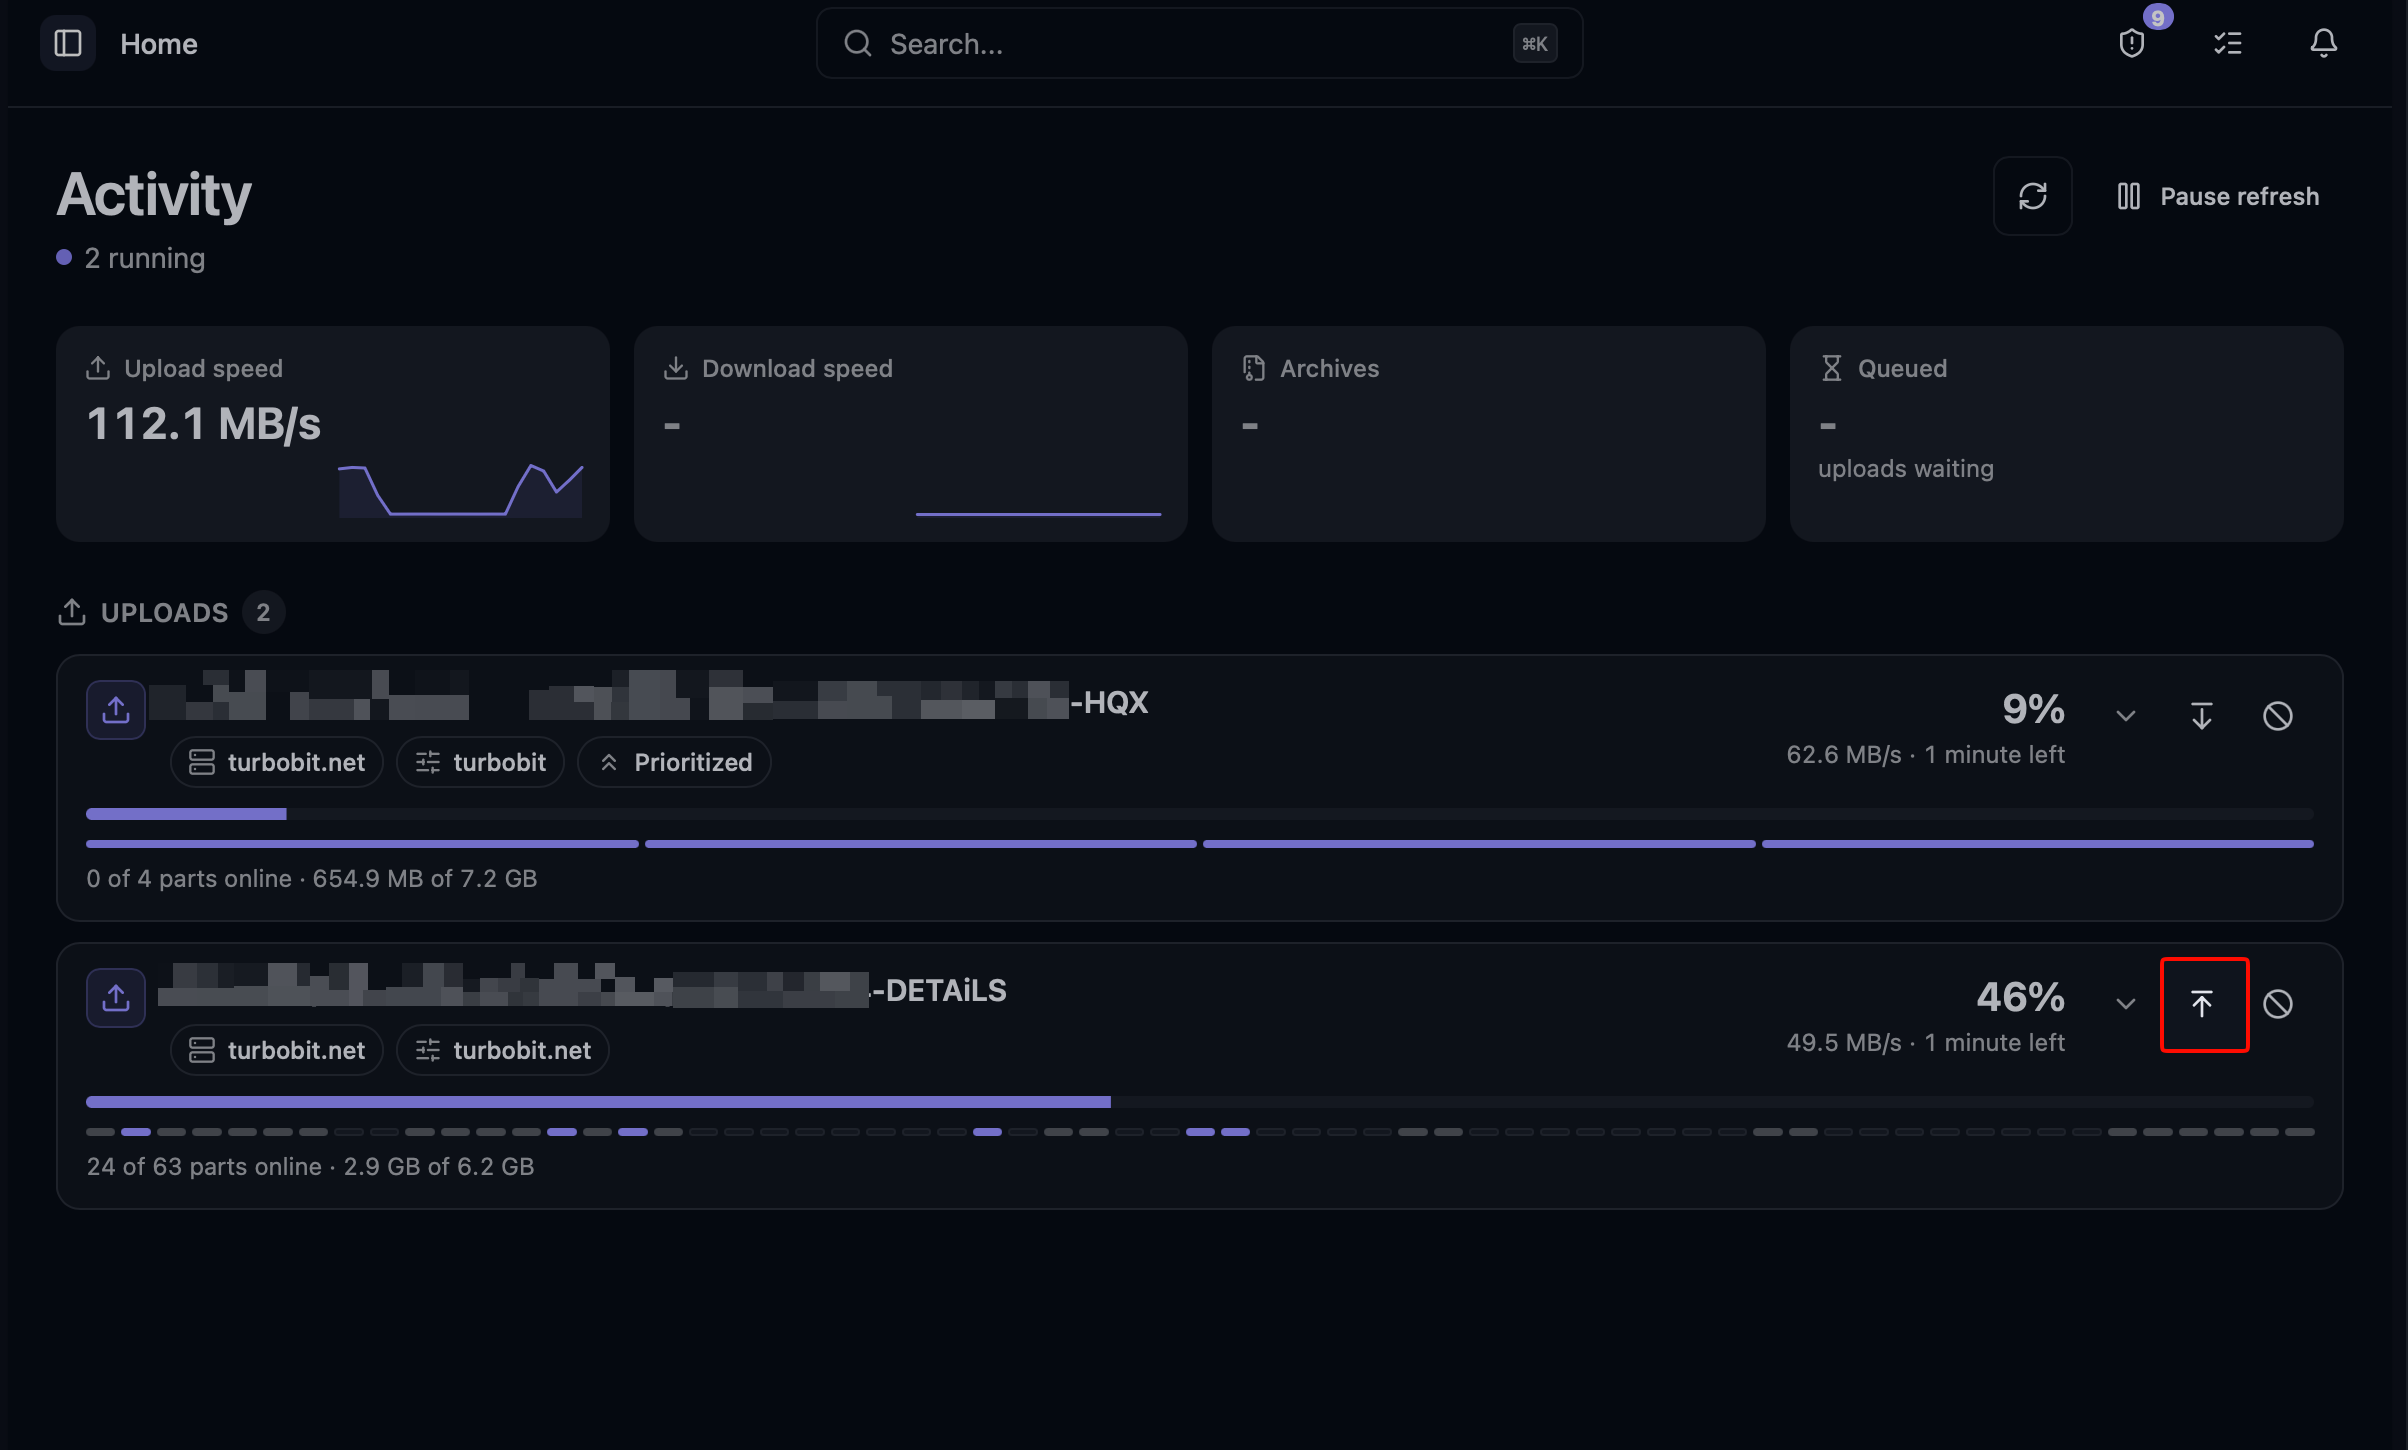 Home
Search...
⌘K
9
Activity
2 running
Pause refresh
Upload speed
112.1 MB/s
Download speed
-
Archives
-
Queued
-
uploads waiting
UPLOADS 2
-HQX
turbobit.net
turbobit
Prioritized
9%
62.6 MB/s · 1 minute left
0 of 4 parts online · 654.9 MB of 7.2 GB
-DETAiLS
turbobit.net
turbobit.net
46%
49.5 MB/s · 1 minute left
24 of 63 parts online · 2.9 GB of 6.2 GB